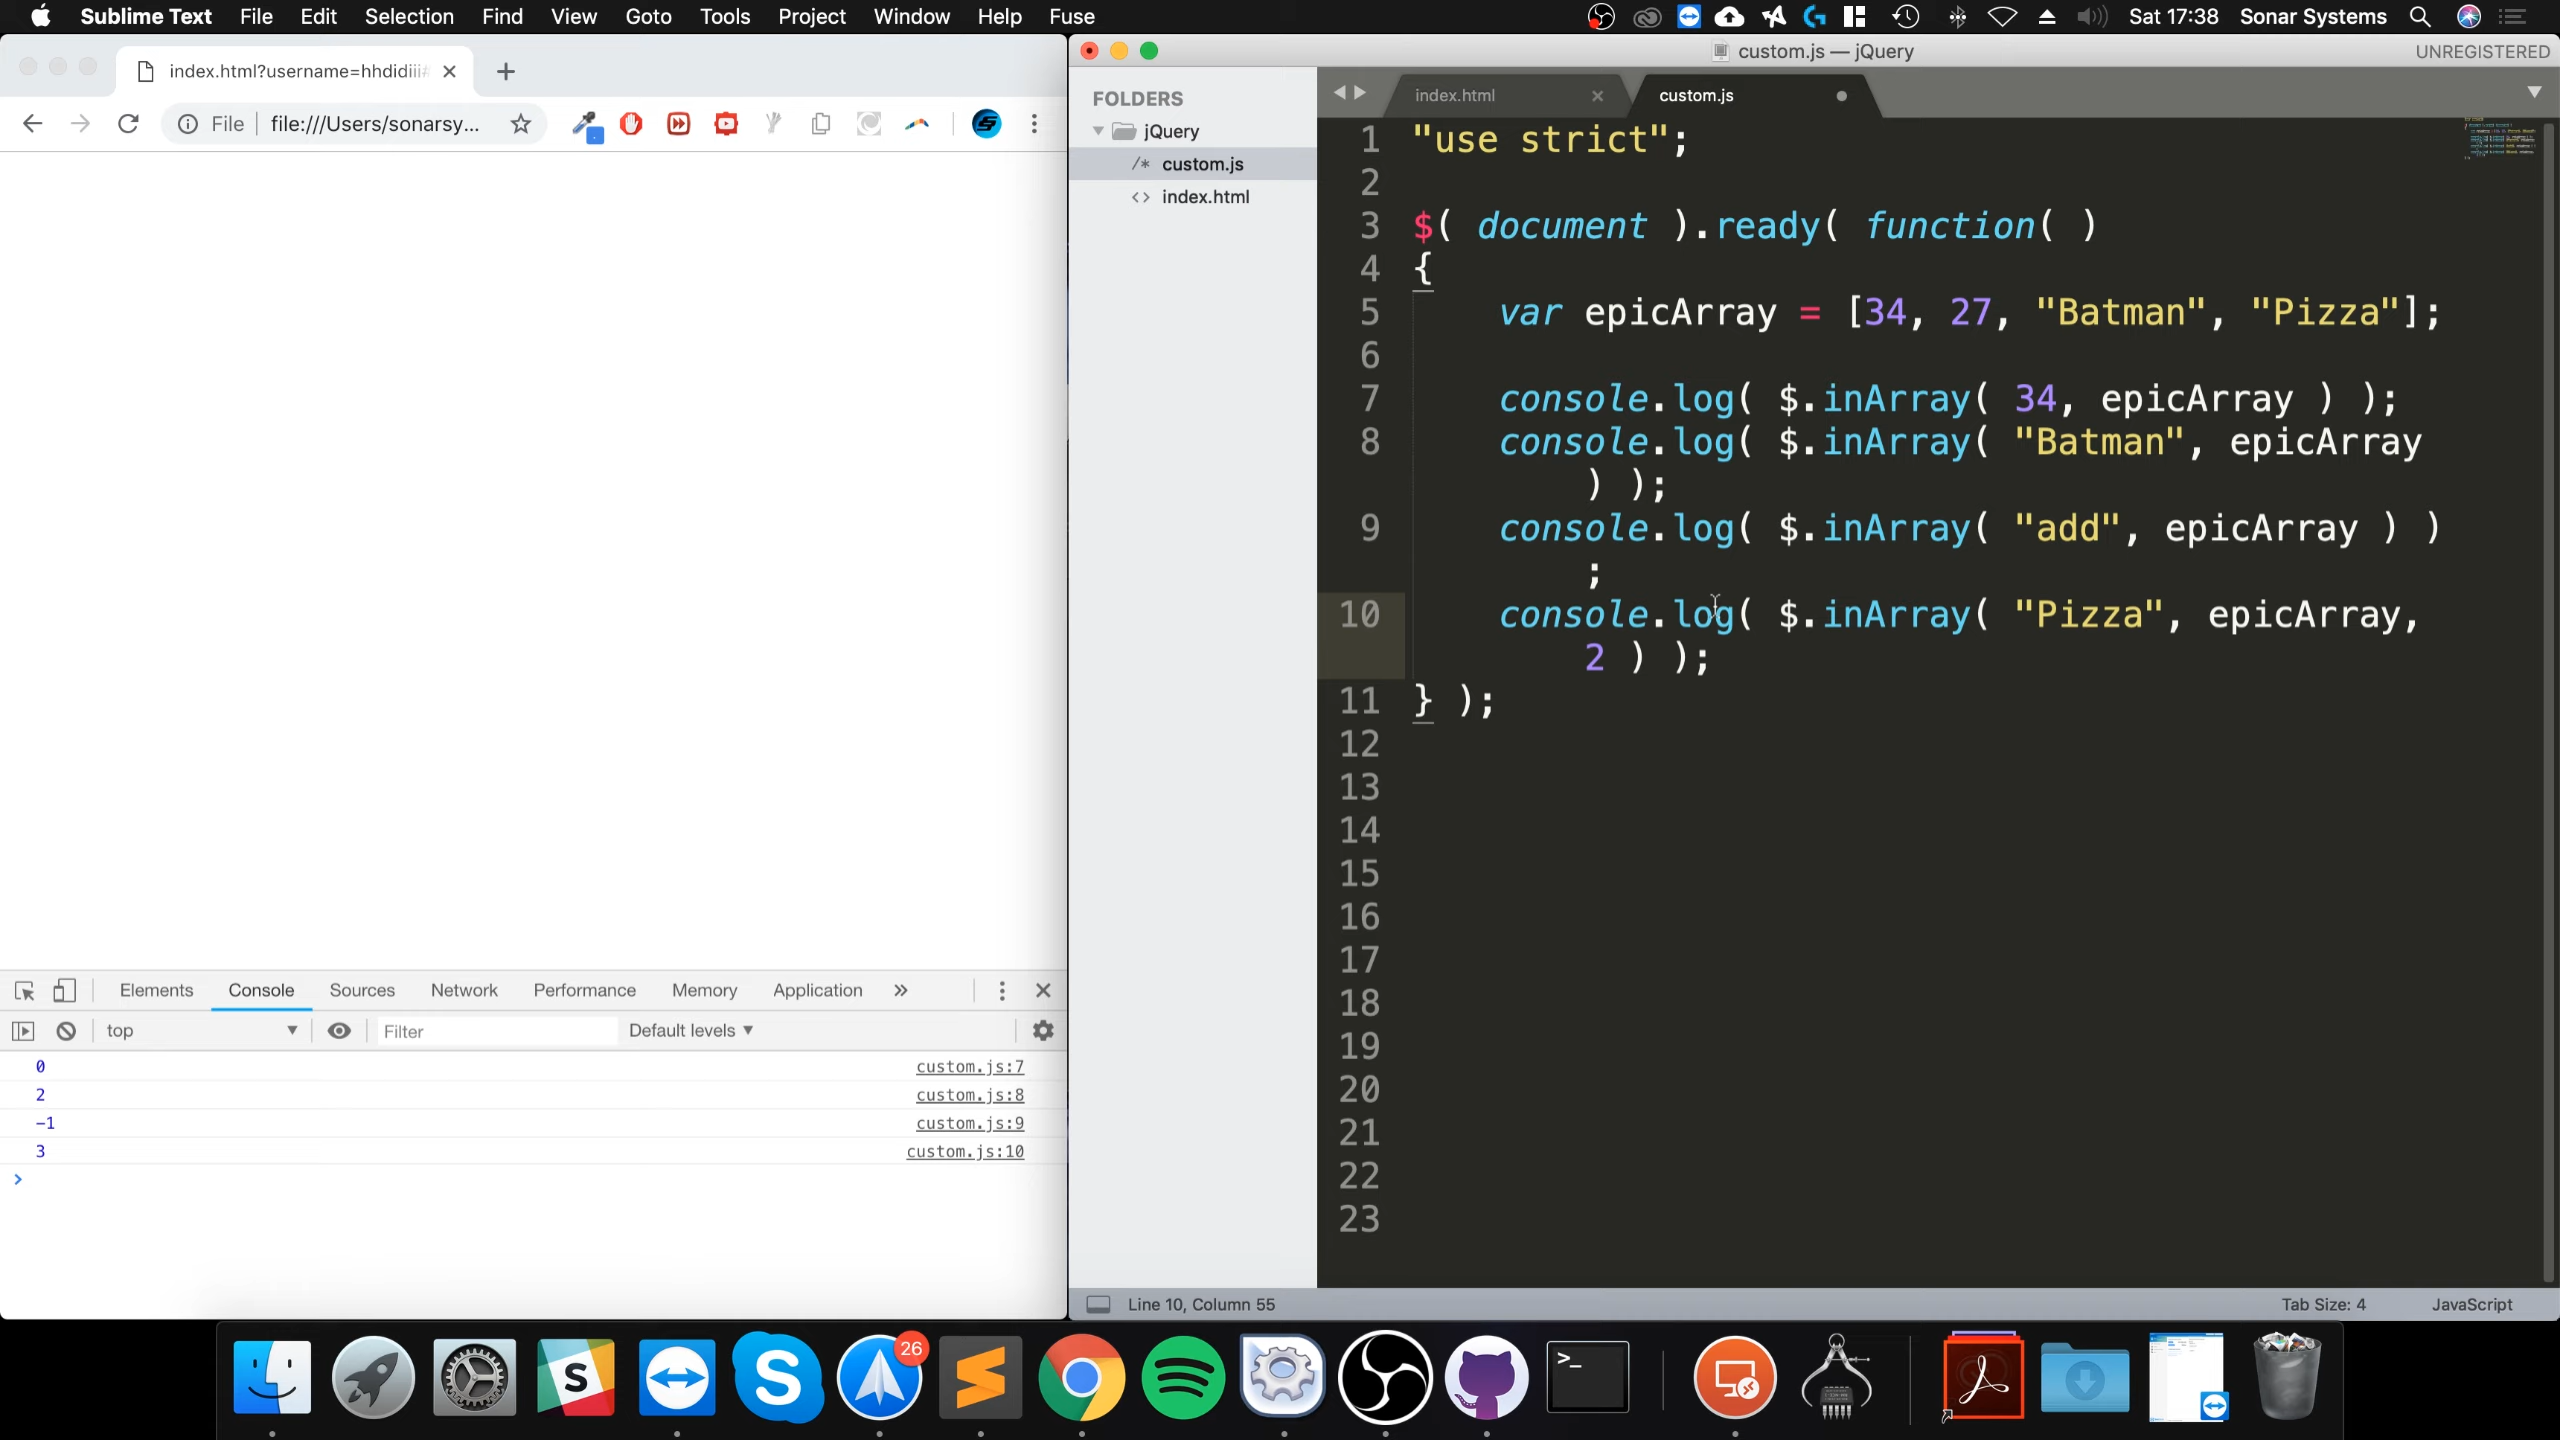 Sublime Text File Edit Selection Find View Goto Tools Project Window Help Fuse
Sat 17:38 Sonar Systems
index.html?username=hhdidiii#
File file:///Users/sonarsy...
custom.js — jQuery
UNREGISTERED
FOLDERS
jQuery
/* custom.js
<> index.html
index.html
custom.js
1 "use strict";
2
3 $( document ).ready( function( )
4 {
5 var epicArray = [34, 27, "Batman", "Pizza"];
6
7 console.log( $.inArray( 34, epicArray ) );
8 console.log( $.inArray( "Batman", epicArray
) );
9 console.log( $.inArray( "add", epicArray ) )
;
10 console.log( $.inArray( "Pizza", epicArray,
2 ) );
11 } );
12
13
14
15
16
17
18
19
20
21
22
23
Elements Console Sources Network Performance Memory Application »
top Filter Default levels
0 custom.js:7
2 custom.js:8
-1 custom.js:9
3 custom.js:10
>
Line 10, Column 55
Tab Size: 4 JavaScript
S
S
26
>_